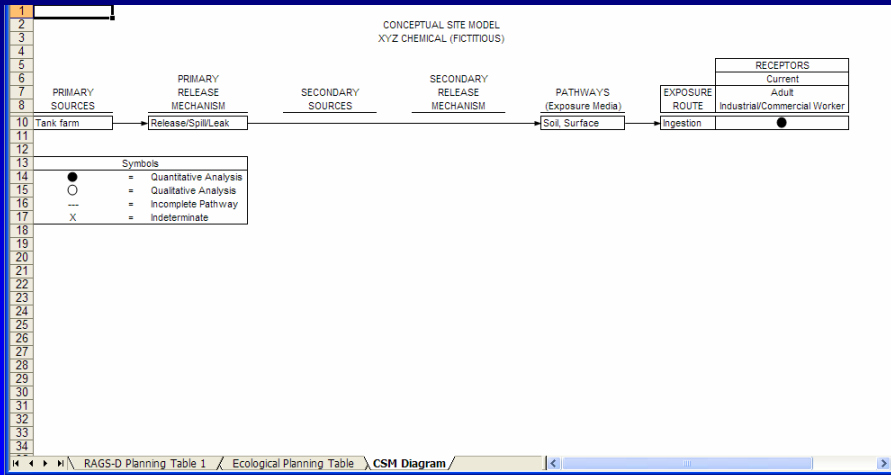 1
2 CONCEPTUAL SITE MODEL
3 XYZ CHEMICAL (FICTITIOUS)
4
5 RECEPTORS
6 PRIMARY SECONDARY Current
7 PRIMARY RELEASE SECONDARY RELEASE PATHWAYS EXPOSURE Adult
8 SOURCES MECHANISM SOURCES MECHANISM (Exposure Media) ROUTE Industrial/Commercial Worker
10 Tank farm Release/Spill/Leak Soil, Surface Ingestion ●
11
12
13 Symbols
14 ● = Quantitative Analysis
15 ○ = Qualitative Analysis
16 --- = Incomplete Pathway
17 X = Indeterminate
18
19
20
21
22
23
24
25
26
27
28
29
30
31
32
33
34
RAGS-D Planning Table 1 / Ecological Planning Table \ CSM Diagram /